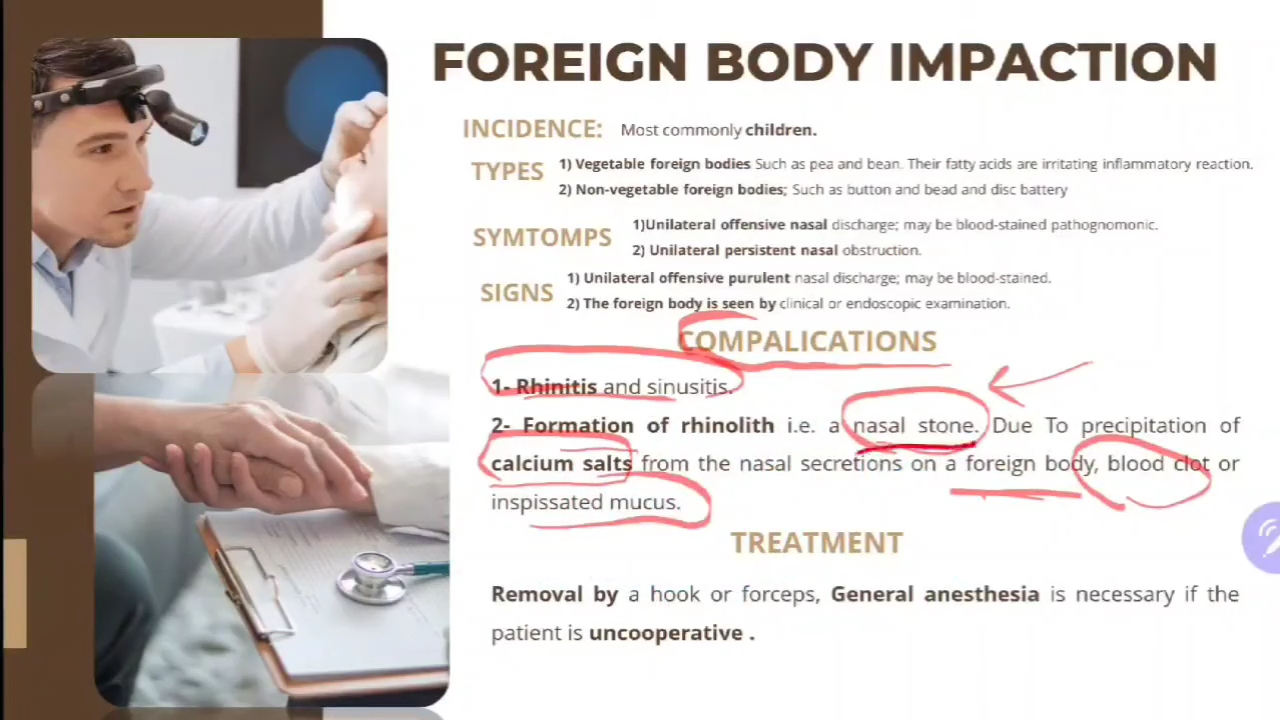 FOREIGN BODY IMPACTION
INCIDENCE: Most commonly children.
TYPES 1) Vegetable foreign bodies Such as pea and bean. Their fatty acids are irritating inflammatory reaction.
2) Non-vegetable foreign bodies; Such as button and bead and disc battery
SYMTOMPS 1)Unilateral offensive nasal discharge; may be blood-stained pathognomonic.
2) Unilateral persistent nasal obstruction.
SIGNS 1) Unilateral offensive purulent nasal discharge; may be blood-stained.
2) The foreign body is seen by clinical or endoscopic examination.
COMPALICATIONS
1- Rhinitis and sinusitis.
2- Formation of rhinolith i.e. a nasal stone. Due To precipitation of
calcium salts from the nasal secretions on a foreign body, blood clot or
inspissated mucus.
TREATMENT
Removal by a hook or forceps, General anesthesia is necessary if the
patient is uncooperative .